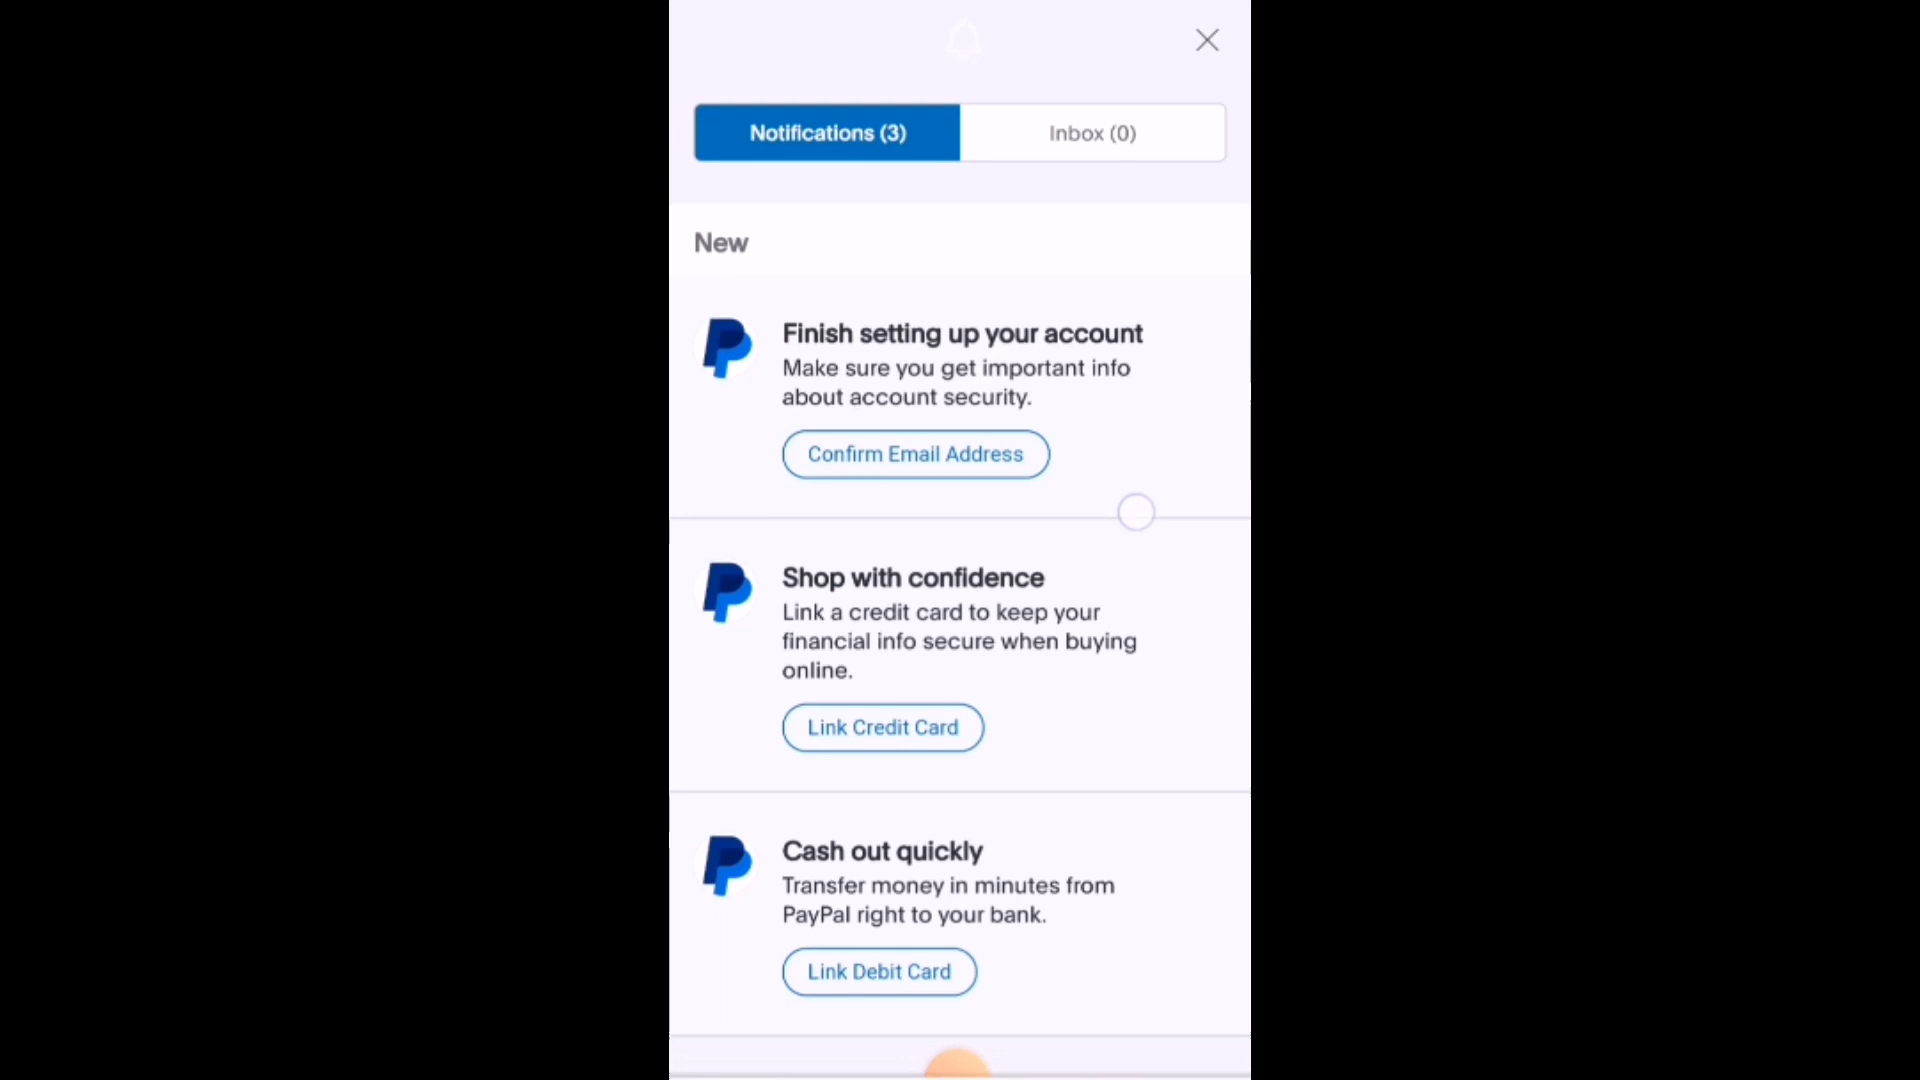 Notifications (3)
Inbox (0)
New
Finish setting up your account
Make sure you get important info
about account security.
Confirm Email Address
Shop with confidence
Link a credit card to keep your
financial info secure when buying
online.
Link Credit Card
Cash out quickly
Transfer money in minutes from
PayPal right to your bank.
Link Debit Card